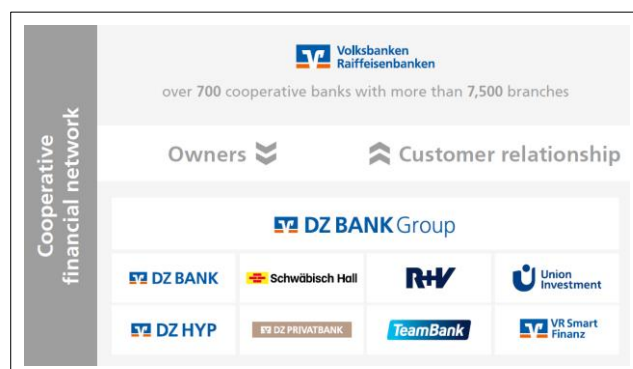 Cooperative
financial network
Volksbanken
Raiffeisenbanken
over 700 cooperative banks with more than 7,500 branches
Owners
Customer relationship
DZ BANK Group
DZ BANK
Schwäbisch Hall
R+V
Union
Investment
DZ HYP
DZ PRIVATBANK
TeamBank
VR Smart
Finanz